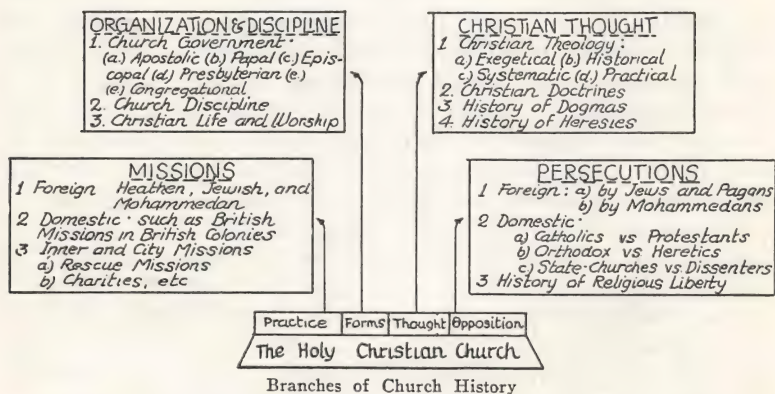 ORGANIZATION & DISCIPLINE
1. Church Government:
(a.) Apostolic (b) Papal (c.) Epis-
copal (d.) Presbyterian (e.)
(e.) Congregational
2. Church Discipline
3. Christian Life and Worship
CHRISTIAN THOUGHT
1 Christian Theology:
a) Exegetical (b) Historical
c) Systematic (d.) Practical
2. Christian Doctrines
3 History of Dogmas
4. History of Heresies
MISSIONS
1 Foreign Heathen, Jewish, and
Mohammedan
2 Domestic: such as British
Missions in British Colonies
3 Inner and City Missions
a) Rescue Missions
b) Charities, etc
PERSECUTIONS
1 Foreign: a) by Jews and Pagans
b) by Mohammedans
2 Domestic:
a) Catholics vs Protestants
b) Orthodox vs Heretics
c) State-Churches vs. Dissenters
3 History of Religious Liberty
Practice Forms Thought Opposition
The Holy Christian Church
Branches of Church History